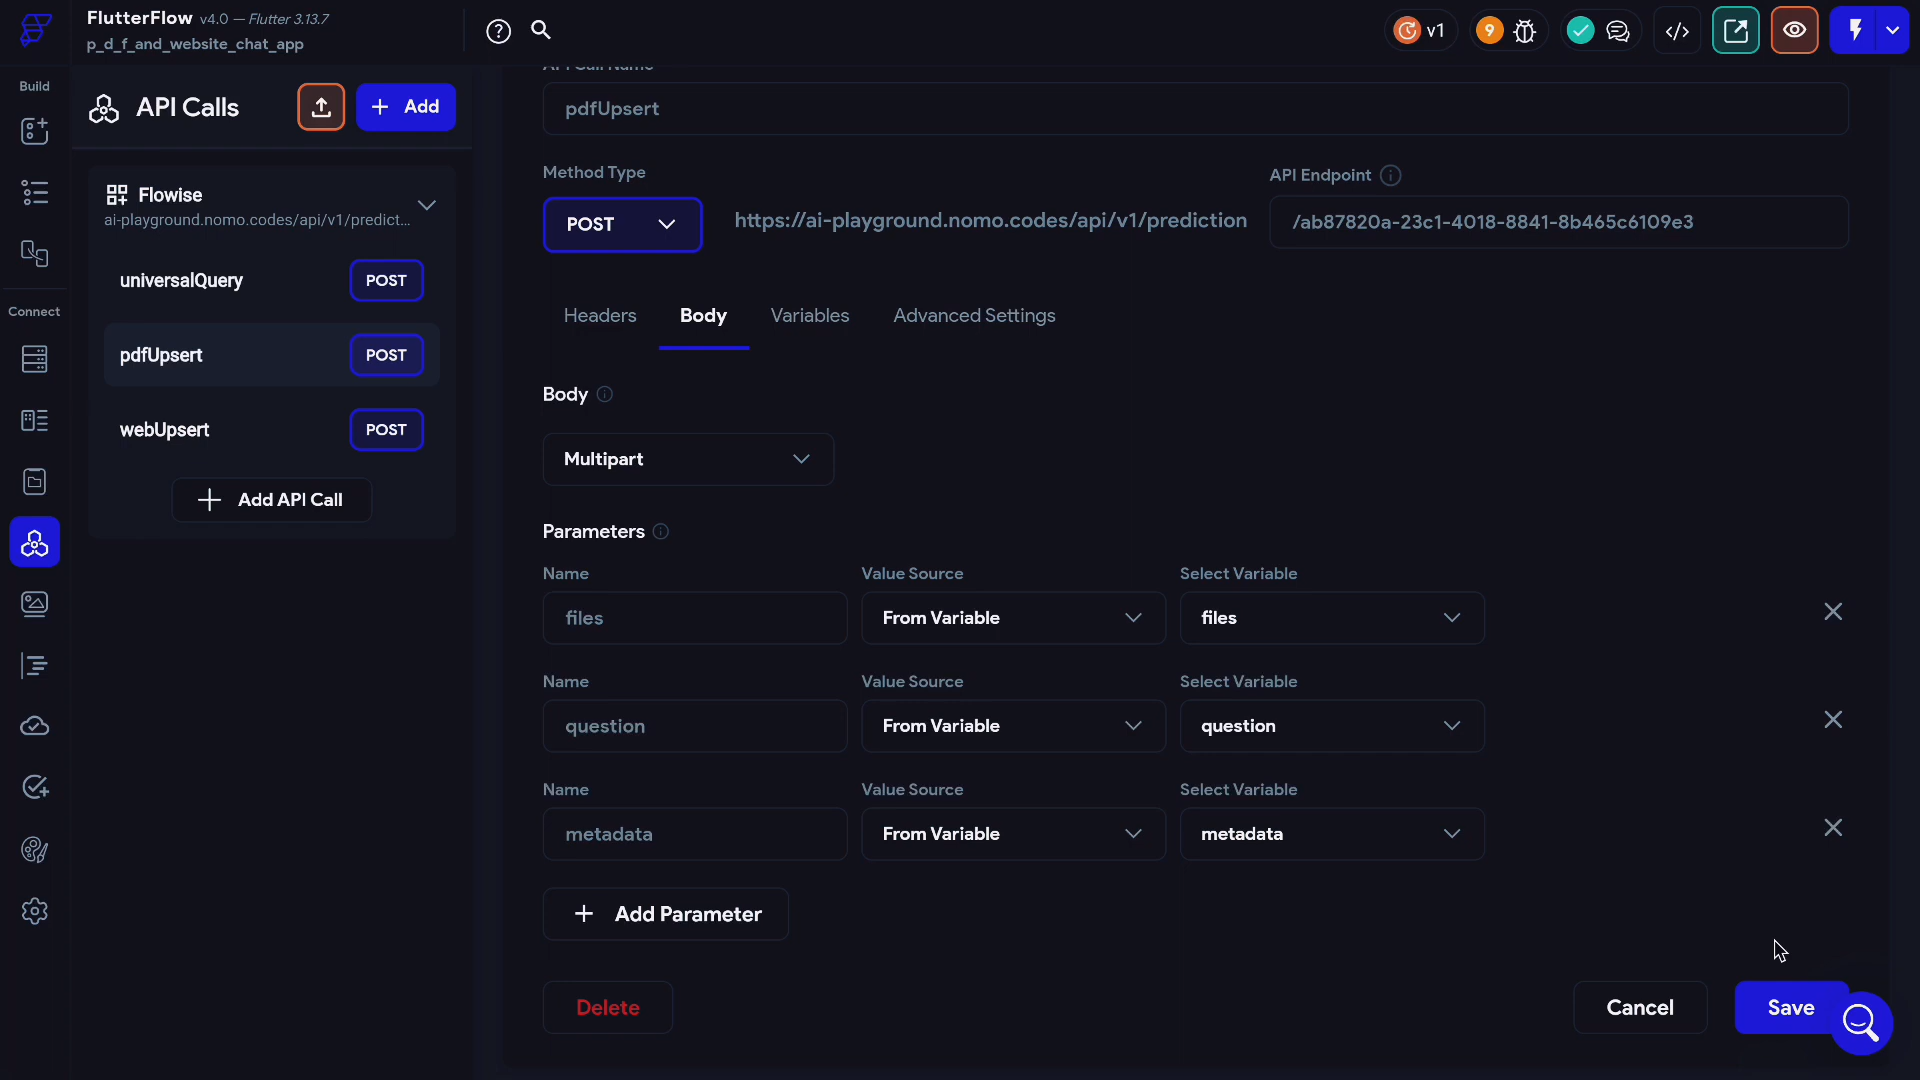 FlutterFlow v4.0 — Flutter 3.13.7
p_d_f_and_website_chat_app
v1
9
Build
Connect
API Calls
Add
Flowise
ai-playground.nomo.codes/api/v1/predict...
universalQuery POST
pdfUpsert POST
webUpsert POST
Add API Call
API Call Name
pdfUpsert
Method Type
API Endpoint
POST
https://ai-playground.nomo.codes/api/v1/prediction
/ab87820a-23c1-4018-8841-8b465c6109e3
Headers Body Variables Advanced Settings
Body
Multipart
Parameters
Name Value Source Select Variable
files From Variable files
Name Value Source Select Variable
question From Variable question
Name Value Source Select Variable
metadata From Variable metadata
Add Parameter
Delete Cancel Save